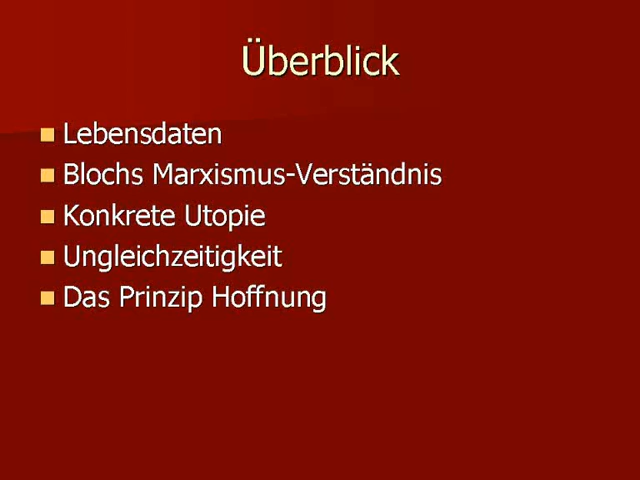 Überblick
Lebensdaten
Blochs Marxismus-Verständnis
Konkrete Utopie
Ungleichzeitigkeit
Das Prinzip Hoffnung